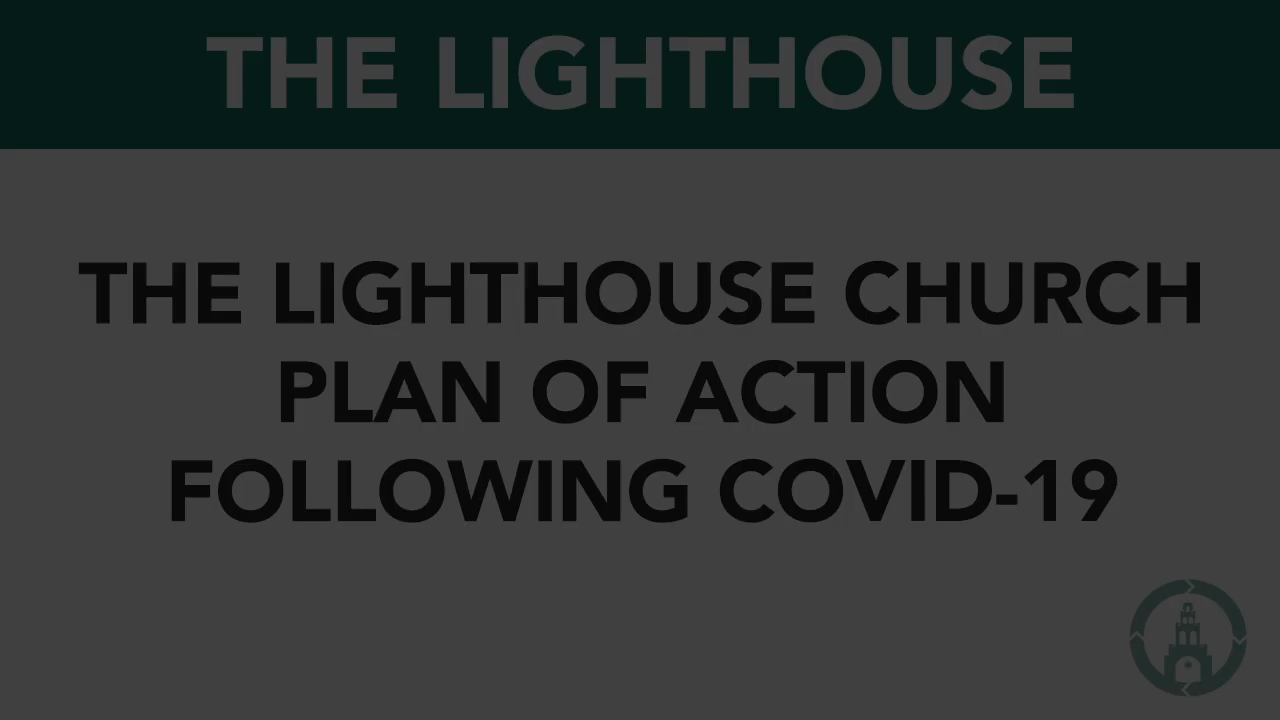 THE LIGHTHOUSE
THE LIGHTHOUSE CHURCH
PLAN OF ACTION
FOLLOWING COVID-19